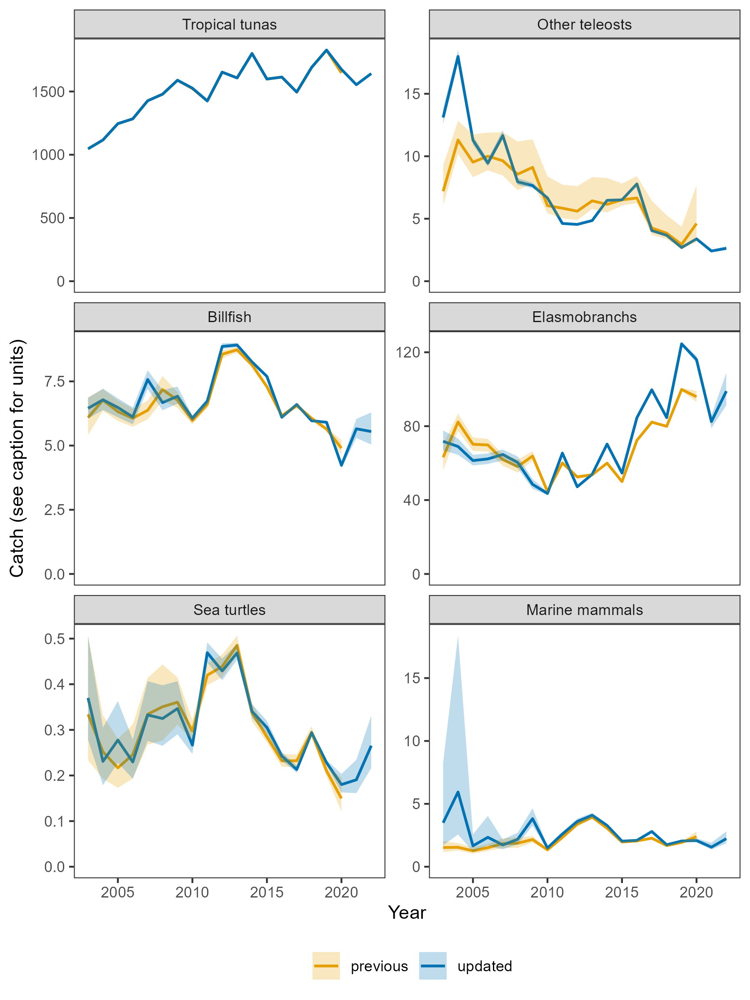 Tropical tunas
Other teleosts
1500
1000
500
0
15
10
5
0
Billfish
Elasmobranchs
7.5
5.0
2.5
0.0
120
80
40
0
Catch (see caption for units)
Sea turtles
Marine mammals
0.5
0.4
0.3
0.2
0.1
0.0
15
10
5
0
2005 2010 2015 2020
2005 2010 2015 2020
Year
previous updated